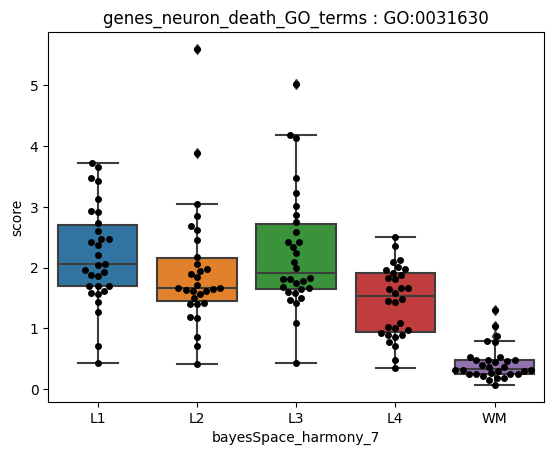 genes_neuron_death_GO_terms : GO:0031630
score
5
4
3
2
1
0
L1 L2 L3 L4 WM
bayesSpace_harmony_7